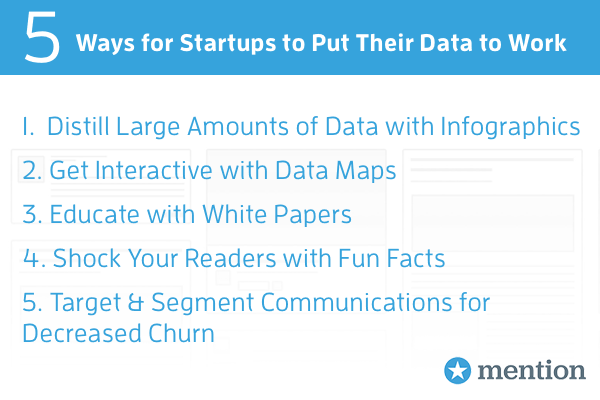 5 Ways for Startups to Put Their Data to Work
1. Distill Large Amounts of Data with Infographics
2. Get Interactive with Data Maps
3. Educate with White Papers
4. Shock Your Readers with Fun Facts
5. Target & Segment Communications for
Decreased Churn
mention